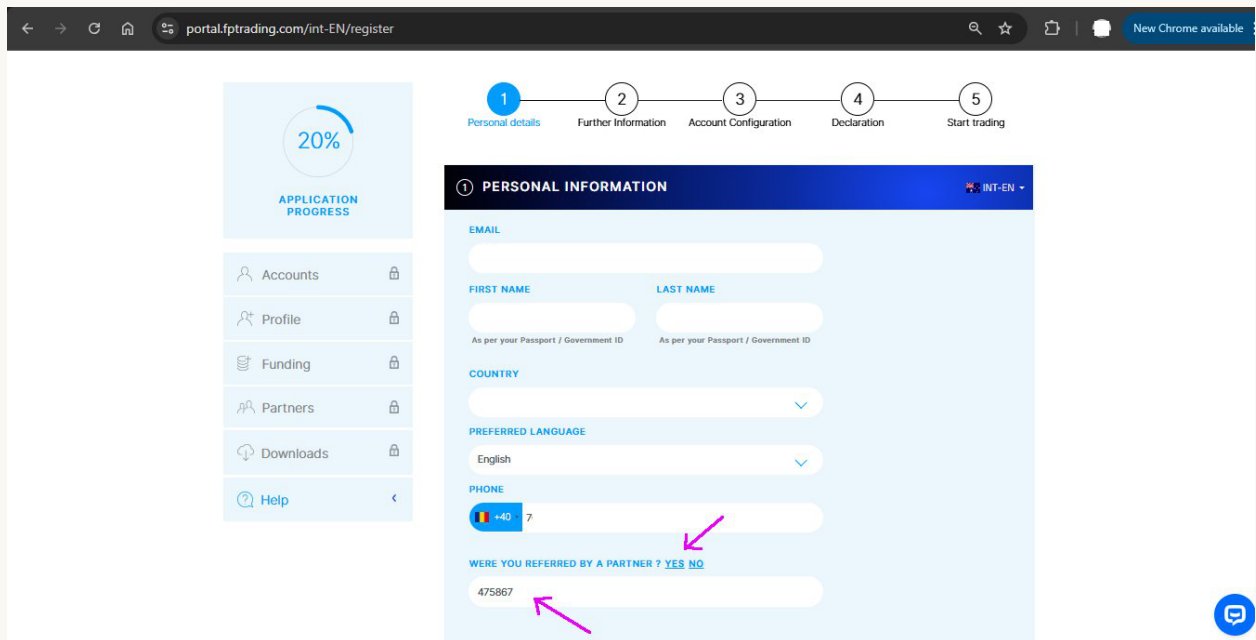 portal.fptrading.com/int-EN/register
New Chrome available
20%
APPLICATION
PROGRESS
Accounts
Profile
Funding
Partners
Downloads
Help
1 2 3 4 5
Personal details Further Information Account Configuration Declaration Start trading
1 PERSONAL INFORMATION INT-EN
EMAIL
FIRST NAME LAST NAME
As per your Passport / Government ID As per your Passport / Government ID
COUNTRY
PREFERRED LANGUAGE
English
PHONE
+40 7
WERE YOU REFERRED BY A PARTNER ? YES NO
475867